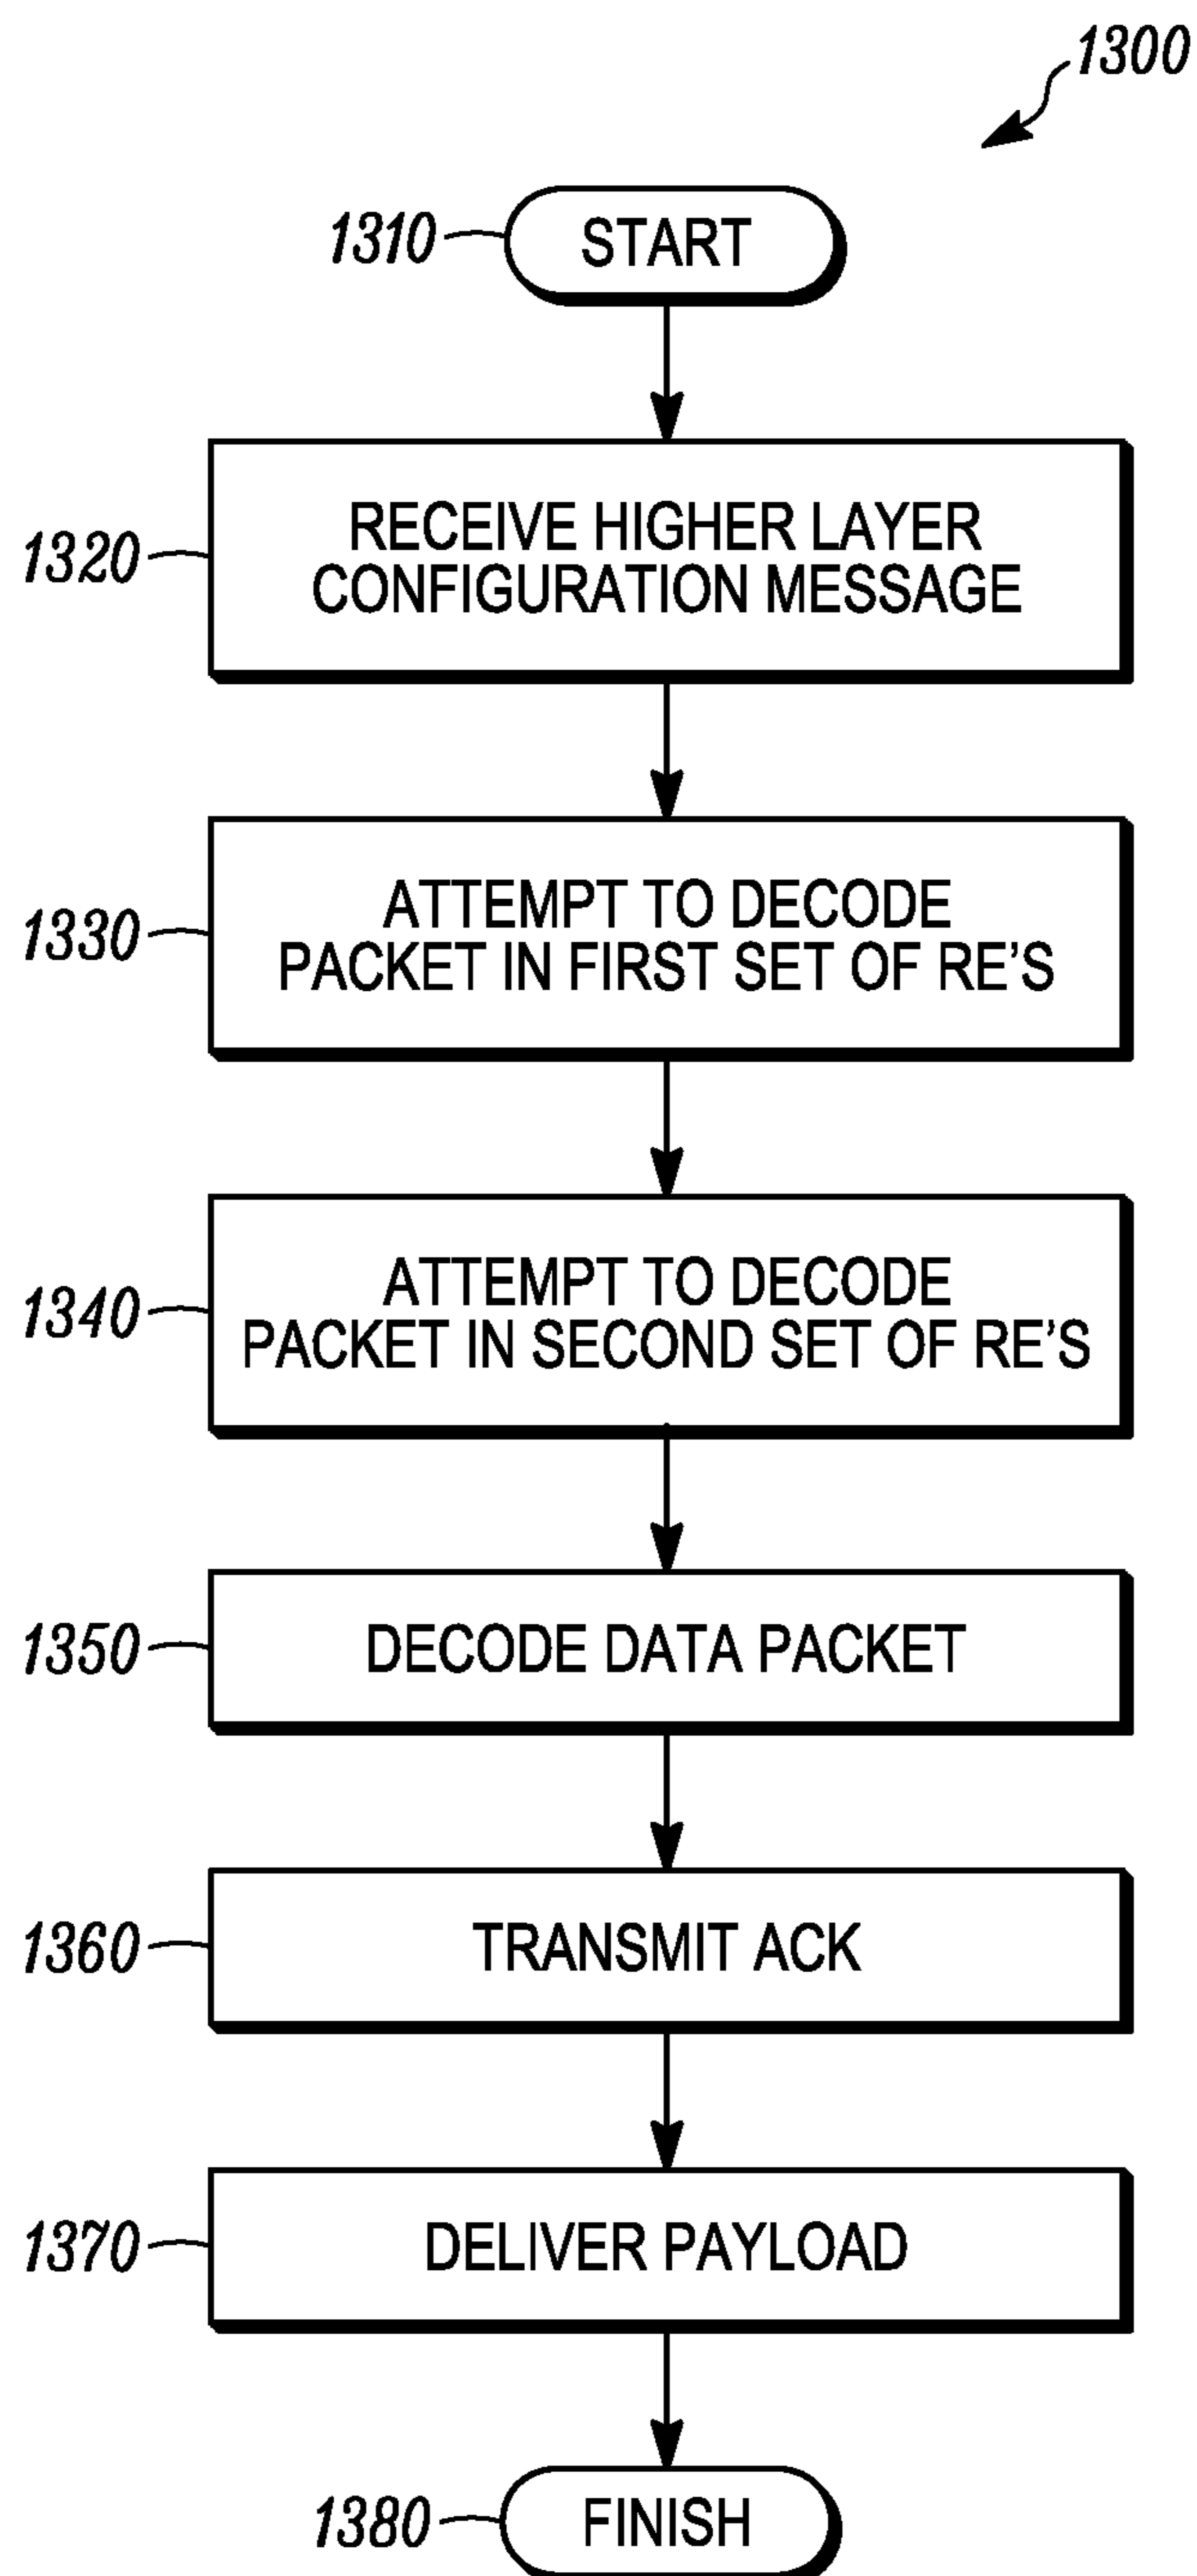 1300
1310
START
1320
RECEIVE HIGHER LAYER
CONFIGURATION MESSAGE
1330
ATTEMPT TO DECODE
PACKET IN FIRST SET OF RE'S
1340
ATTEMPT TO DECODE
PACKET IN SECOND SET OF RE'S
1350
DECODE DATA PACKET
1360
TRANSMIT ACK
1370
DELIVER PAYLOAD
1380
FINISH